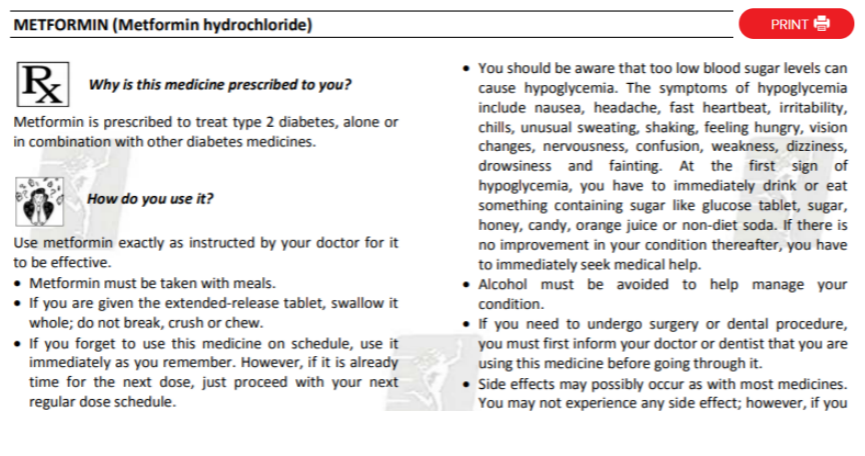 METFORMIN (Metformin hydrochloride)
PRINT
Rx
Why is this medicine prescribed to you?
Metformin is prescribed to treat type 2 diabetes, alone or
in combination with other diabetes medicines.
How do you use it?
Use metformin exactly as instructed by your doctor for it
to be effective.
• Metformin must be taken with meals.
• If you are given the extended-release tablet, swallow it
whole; do not break, crush or chew.
• If you forget to use this medicine on schedule, use it
immediately as you remember. However, if it is already
time for the next dose, just proceed with your next
regular dose schedule.
• You should be aware that too low blood sugar levels can
cause hypoglycemia. The symptoms of hypoglycemia
include nausea, headache, fast heartbeat, irritability,
chills, unusual sweating, shaking, feeling hungry, vision
changes, nervousness, confusion, weakness, dizziness,
drowsiness and fainting. At the first sign of
hypoglycemia, you have to immediately drink or eat
something containing sugar like glucose tablet, sugar,
honey, candy, orange juice or non-diet soda. If there is
no improvement in your condition thereafter, you have
to immediately seek medical help.
• Alcohol must be avoided to help manage your
condition.
• If you need to undergo surgery or dental procedure,
you must first inform your doctor or dentist that you are
using this medicine before going through it.
• Side effects may possibly occur as with most medicines.
You may not experience any side effect; however, if you